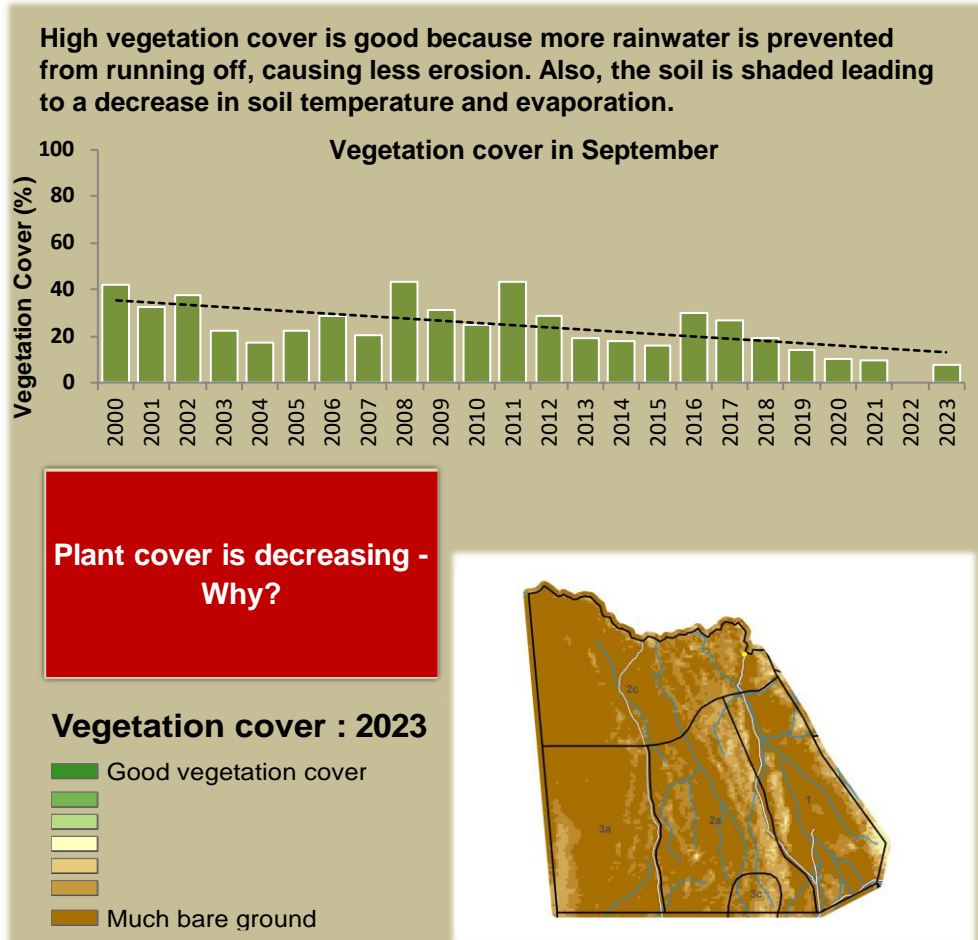 High vegetation cover is good because more rainwater is prevented
from running off, causing less erosion. Also, the soil is shaded leading
to a decrease in soil temperature and evaporation.
Vegetation cover in September
Vegetation Cover (%)
100
80
60
40
20
0
2000
2001
2002
2003
2004
2005
2006
2007
2008
2009
2010
2011
2012
2013
2014
2015
2016
2017
2018
2019
2020
2021
2022
2023
Plant cover is decreasing -
Why?
Vegetation cover : 2023
Good vegetation cover
Much bare ground
2c
3a
2a
1
3c